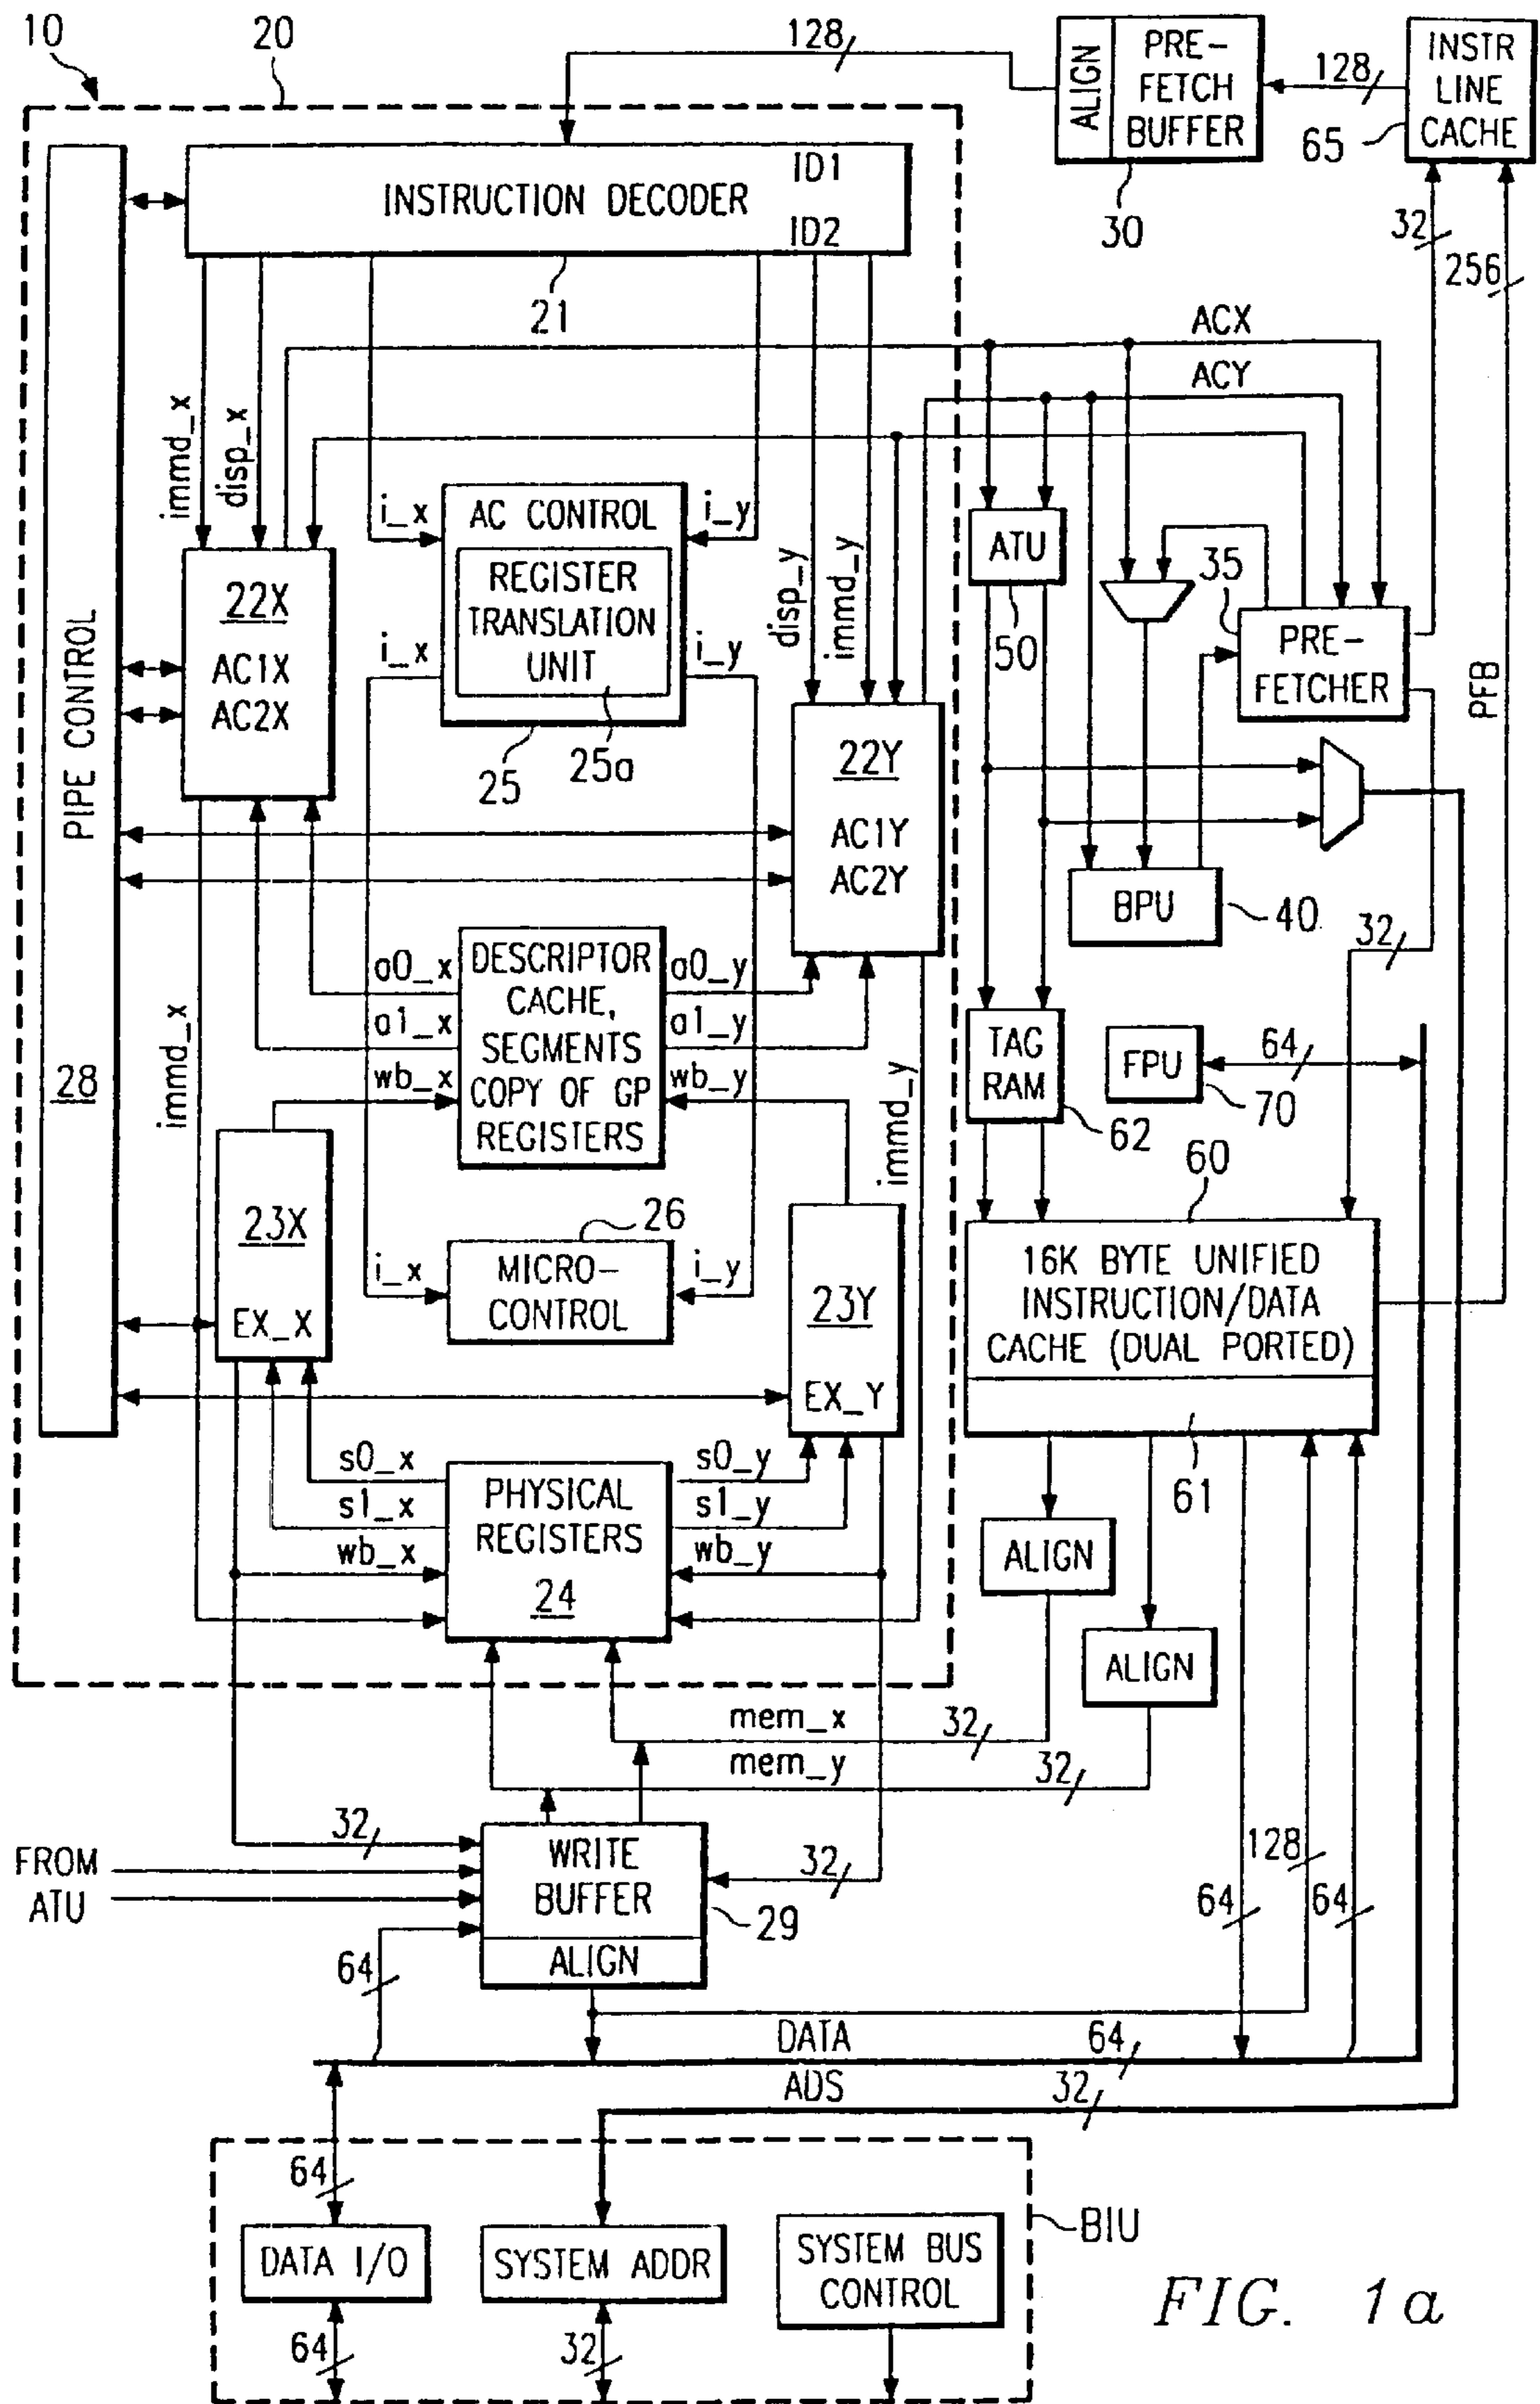 10
20
128
ALIGN
PRE-
FETCH
BUFFER
30
128
INSTR
LINE
CACHE
65
32
256
PFB
ID1
INSTRUCTION DECODER
ID2
21
ACX
ACY
immd_x
disp_x
i_x
AC CONTROL
REGISTER
TRANSLATION
UNIT
i_y
i_x
i_y
25
25a
disp_y
immd_y
ATU
50
35
PRE-
FETCHER
PIPE CONTROL
28
22X
AC1X
AC2X
22Y
AC1Y
AC2Y
BPU
40
32
immd_x
a0_x
a1_x
wb_x
DESCRIPTOR
CACHE,
SEGMENTS
COPY OF GP
REGISTERS
a0_y
a1_y
wb_y
immd_y
TAG
RAM
62
FPU
70
64
60
23X
EX_X
26
i_x
MICRO-
CONTROL
i_y
23Y
EX_Y
16K BYTE UNIFIED
INSTRUCTION/DATA
CACHE (DUAL PORTED)
61
s0_x
s1_x
wb_x
PHYSICAL
REGISTERS
24
s0_y
s1_y
wb_y
ALIGN
ALIGN
mem_x
32
mem_y
32
32
FROM
ATU
WRITE
BUFFER
ALIGN
29
32
64
128
64
64
DATA
64
ADS
32
64
DATA I/O
SYSTEM ADDR
SYSTEM BUS
CONTROL
BIU
64
32
FIG. 1a